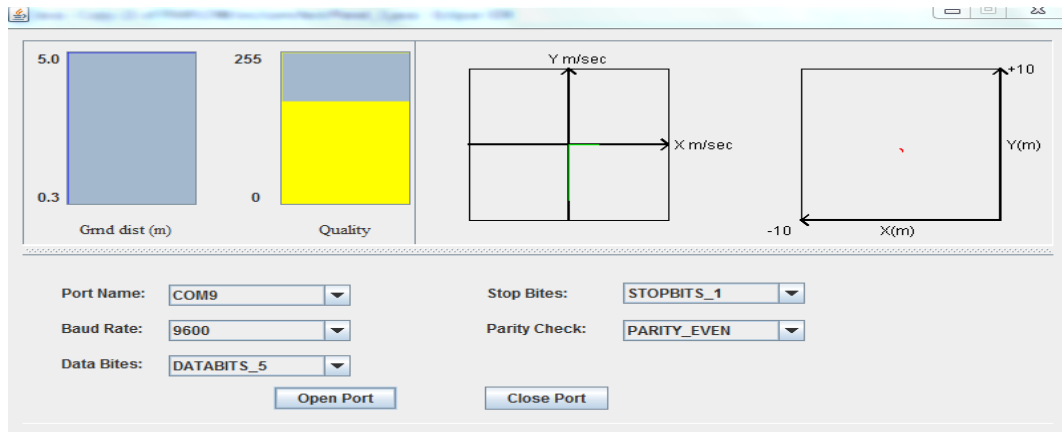 5.0
255
Y m/sec
+10
X m/sec
Y(m)
0.3
0
Grnd dist (m)
Quality
-10
X(m)
Port Name:
COM9
Stop Bites:
STOPBITS_1
Baud Rate:
9600
Parity Check:
PARITY_EVEN
Data Bites:
DATABITS_5
Open Port
Close Port